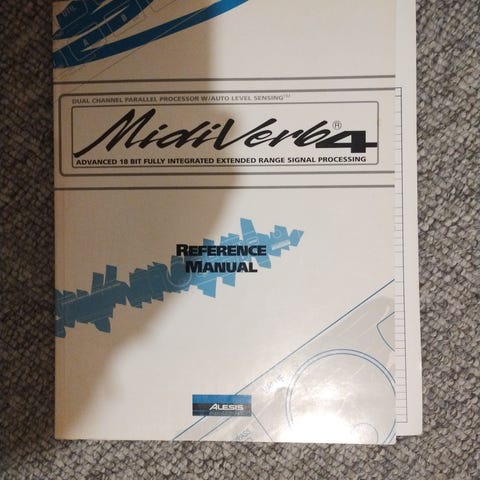 DUAL CHANNEL PARALLEL PROCESSOR W/AUTO LEVEL SENSING™
MidiVerb®4
ADVANCED 18 BIT FULLY INTEGRATED EXTENDED RANGE SIGNAL PROCESSING
REFERENCE
MANUAL
ALESIS